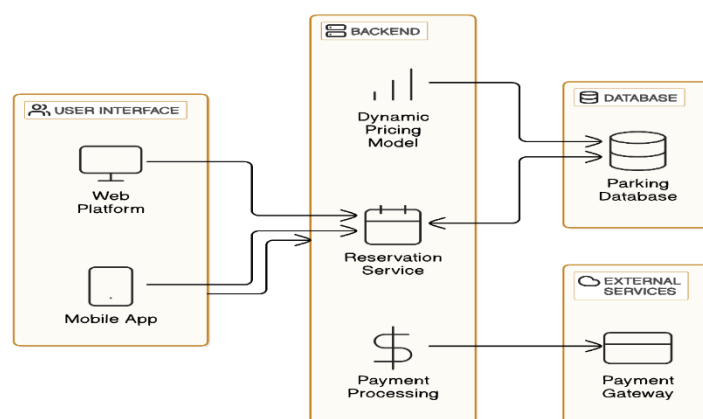 BACKEND
Dynamic
Pricing
Model
USER INTERFACE
DATABASE
Web
Platform
Parking
Database
Reservation
Service
EXTERNAL
SERVICES
Mobile App
Payment
Processing
Payment
Gateway